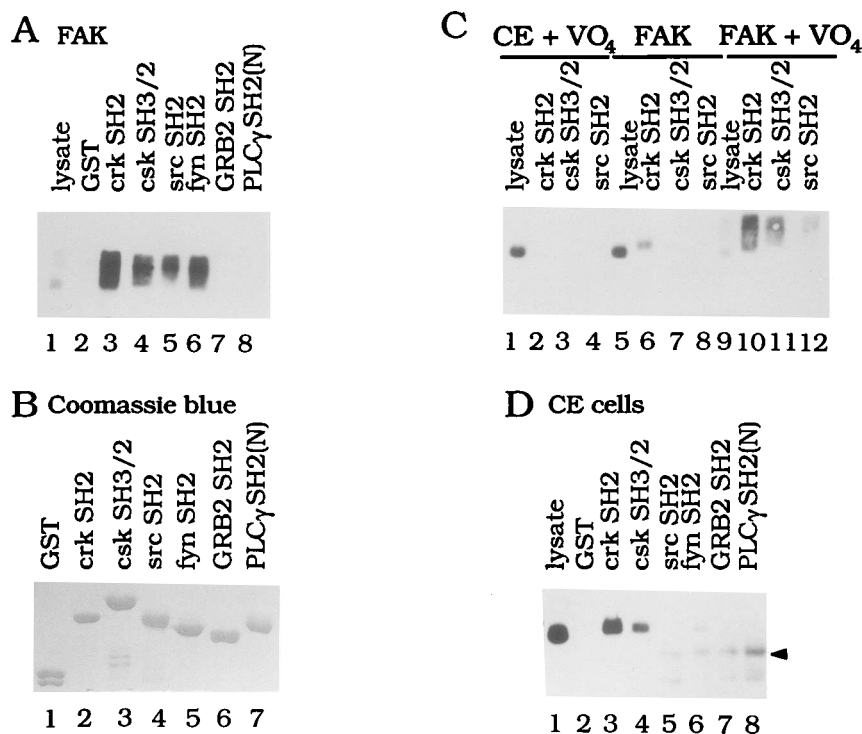 A FAK
lysate
GST
crk SH2
csk SH3/2
src SH2
fyn SH2
GRB2 SH2
PLCγ SH2(N)
1 2 3 4 5 6 7 8
B Coomassie blue
GST
crk SH2
csk SH3/2
src SH2
fyn SH2
GRB2 SH2
PLCγ SH2(N)
1 2 3 4 5 6 7
C
CE + VO₄ FAK FAK + VO₄
lysate
crk SH2
csk SH3/2
src SH2
lysate
crk SH2
csk SH3/2
src SH2
lysate
crk SH2
csk SH3/2
src SH2
1 2 3 4 5 6 7 8 9 10 11 12
D CE cells
lysate
GST
crk SH2
csk SH3/2
src SH2
fyn SH2
GRB2 SH2
PLCγ SH2(N)
1 2 3 4 5 6 7 8